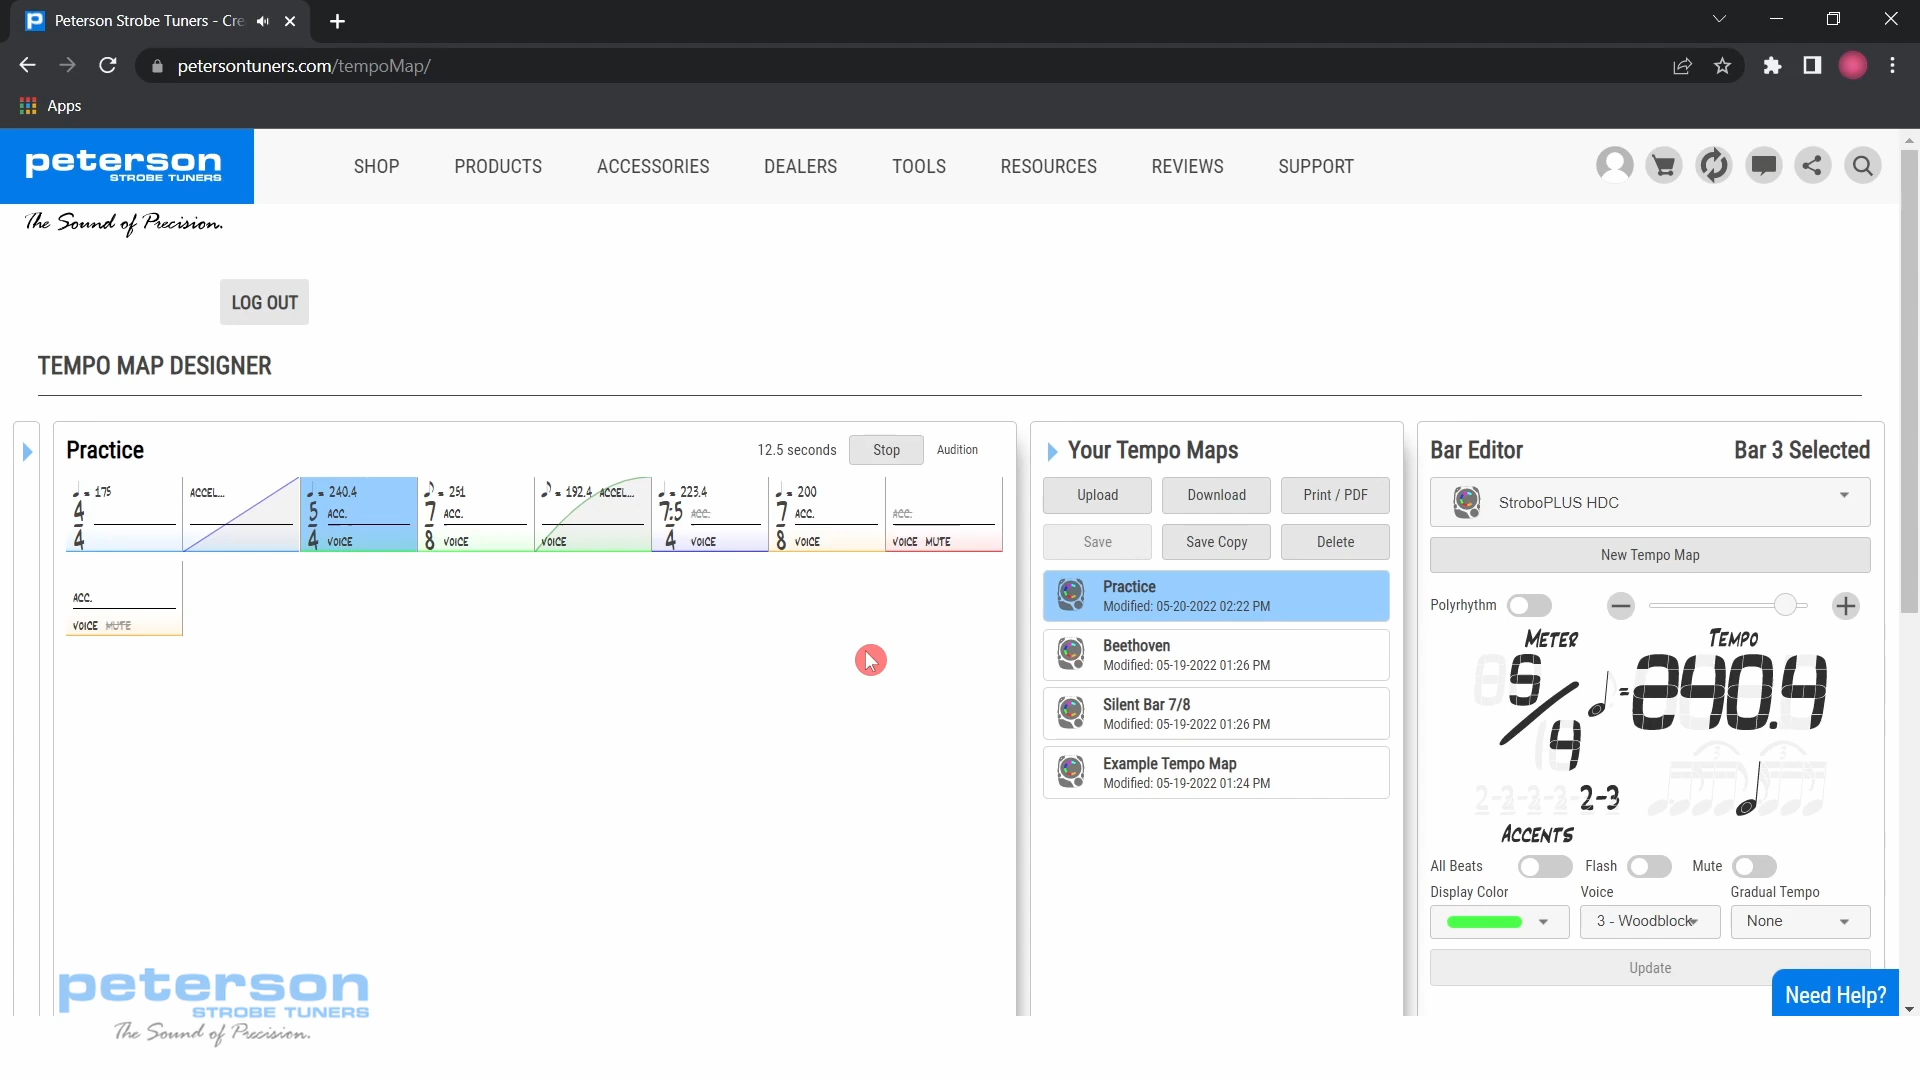 Peterson Strobe Tuners - Cre
petersontuners.com/tempoMap/
Apps
peterson
STROBE TUNERS
The Sound of Precision.
SHOP PRODUCTS ACCESSORIES DEALERS TOOLS RESOURCES REVIEWS SUPPORT
LOG OUT
TEMPO MAP DESIGNER
Practice 12.5 seconds Stop Audition
= 175 ACCEL... = 240.4 = 251 = 192.4 ACCEL... = 223.4 = 200
4 5 ACC. 7 ACC. 7:5 ACC. 7 ACC. ACC.
4 4 VOICE 8 VOICE VOICE 4 VOICE 8 VOICE VOICE MUTE
ACC.
VOICE MUTE
Your Tempo Maps
Upload Download Print / PDF
Save Save Copy Delete
Practice
Modified: 05-20-2022 02:22 PM
Beethoven
Modified: 05-19-2022 01:26 PM
Silent Bar 7/8
Modified: 05-19-2022 01:26 PM
Example Tempo Map
Modified: 05-19-2022 01:24 PM
Bar Editor Bar 3 Selected
StroboPLUS HDC
New Tempo Map
Polyrhythm
METER TEMPO
5/4 =240.4
2-3
ACCENTS
All Beats Flash Mute
Display Color Voice Gradual Tempo
3 - Woodblock None
Update
Need Help?
peterson
STROBE TUNERS
The Sound of Precision.